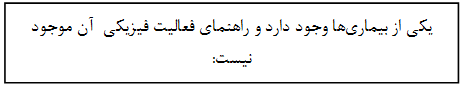 یکی از بیماری‌ها وجود دارد و راهنمای فعالیت فیزیکی آن موجود
نیست: